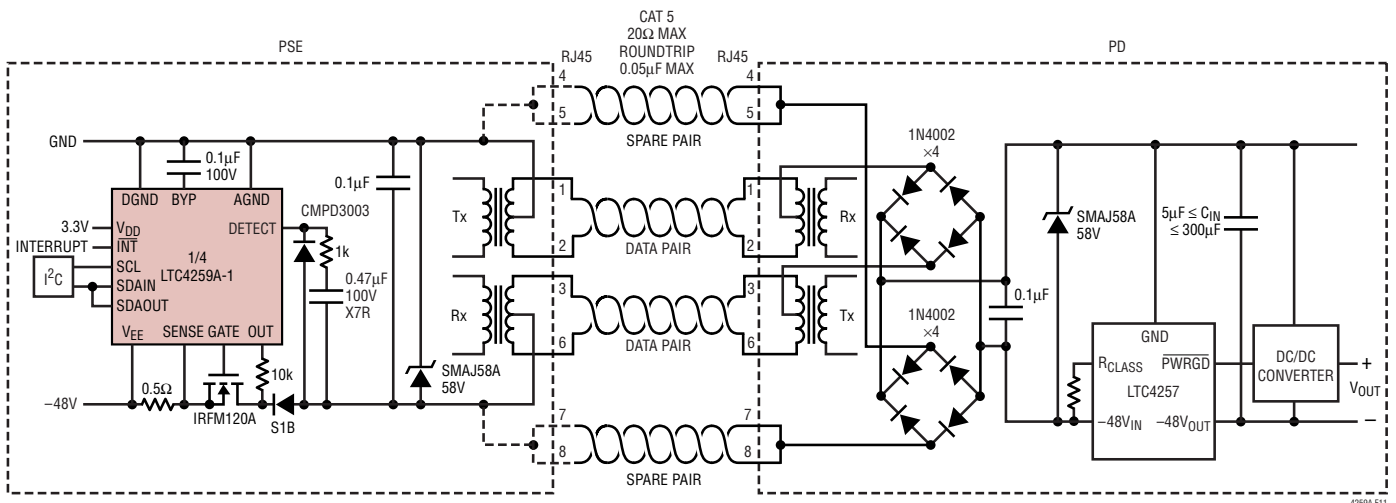 CAT 5
20Ω MAX
ROUNDTRIP
0.05µF MAX
PSE
PD
RJ45
RJ45
4
4
5
5
SPARE PAIR
1N4002
×4
GND
0.1µF
100V
0.1µF
DGND BYP AGND
CMPD3003
DETECT
3.3V
VDD
INTERRUPT
INT
1/4
LTC4259A-1
I2C
SCL
SDAIN
SDAOUT
VEE SENSE GATE OUT
1k
0.47µF
100V
X7R
Tx
1
1
2
2
DATA PAIR
Rx
Rx
3
3
6
6
DATA PAIR
Tx
SMAJ58A
58V
0.5Ω
10k
–48V
IRFM120A
S1B
7
7
8
8
SPARE PAIR
1N4002
×4
0.1µF
SMAJ58A
58V
5µF ≤ CIN
≤ 300µF
GND
RCLASS
PWRGD
LTC4257
–48VIN
–48VOUT
DC/DC
CONVERTER
+
VOUT
–
4259A F11